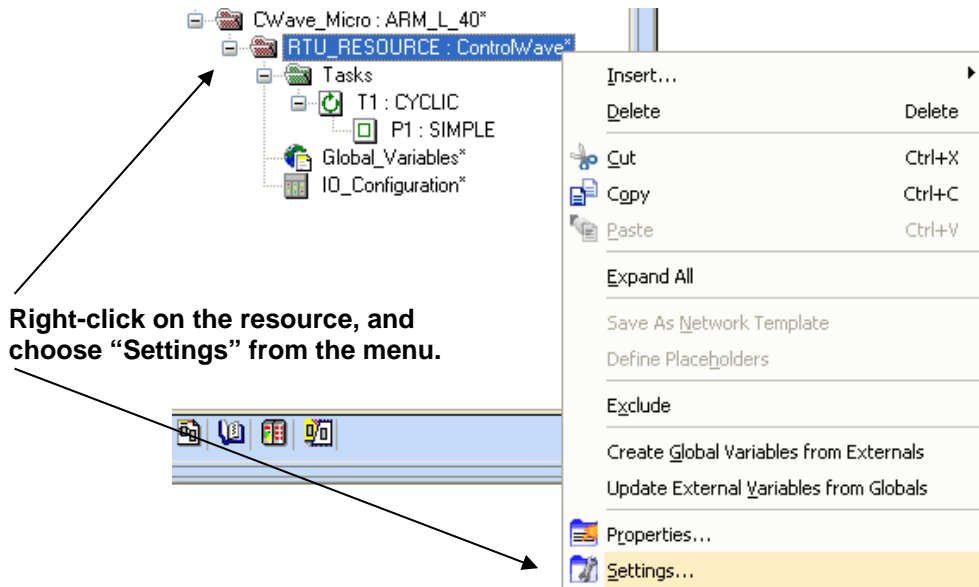 CWave_Micro : ARM_L_40*
RTU_RESOURCE : ControlWave*
Tasks
T1 : CYCLIC
P1 : SIMPLE
Global_Variables*
IO_Configuration*
Right-click on the resource, and
choose “Settings” from the menu.
Insert...
Delete Delete
Cut Ctrl+X
Copy Ctrl+C
Paste Ctrl+V
Expand All
Save As Network Template
Define Placeholders
Exclude
Create Global Variables from Externals
Update External Variables from Globals
Properties...
Settings...